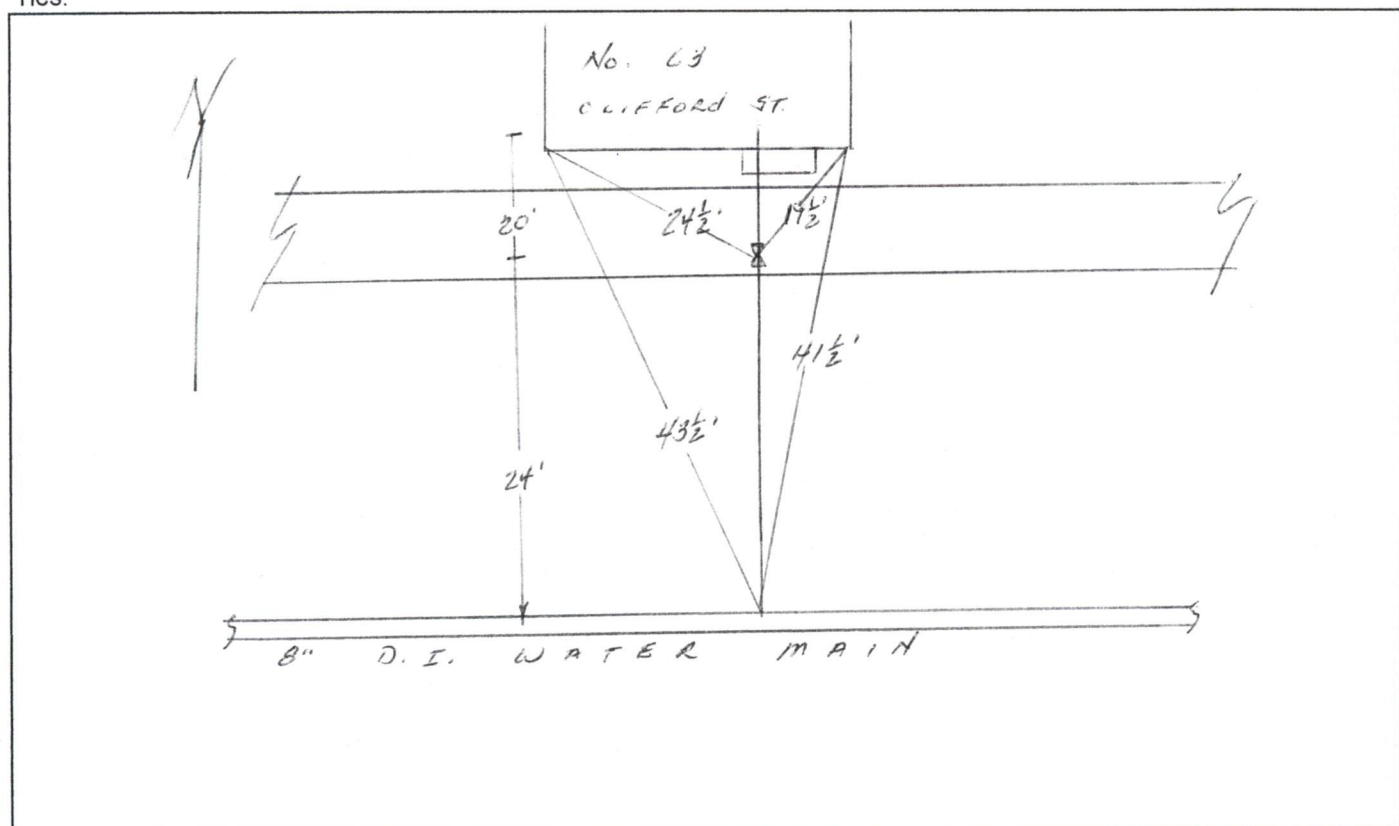 Ties:
N
No. 63
CLIFFORD ST.
20'
24½'
19½'
41½'
43½'
24'
8" D.I. WATER MAIN